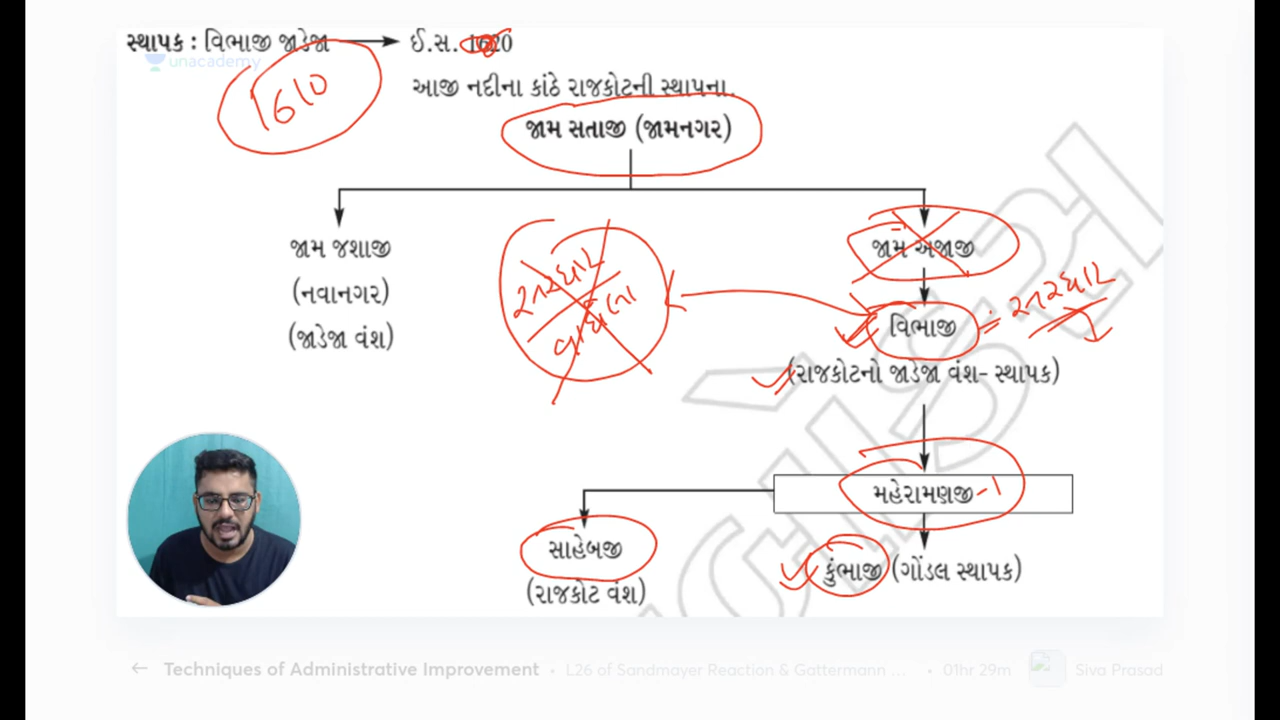 સ્થાપક : વિભાજી જાડેજા → ઈ.સ. 1620
unacademy
1610
આજી નદીના કાંઠે રાજકોટની સ્થાપના.
જામ સતાજી (જામનગર)
જામ જશાજી
(નવાનગર)
(જાડેજા વંશ)
જામ અજાજી
સરધાર
વાઘેલા
વિભાજી = સરધાર
(રાજકોટનો જાડેજા વંશ- સ્થાપક)
મહેરામણજી -1
સાહેબજી
(રાજકોટ વંશ)
કુંભાજી (ગોંડલ સ્થાપક)
← Techniques of Administrative Improvement • L26 of Sandmayer Reaction & Gattermann ... • 01hr 29m Siva Prasad